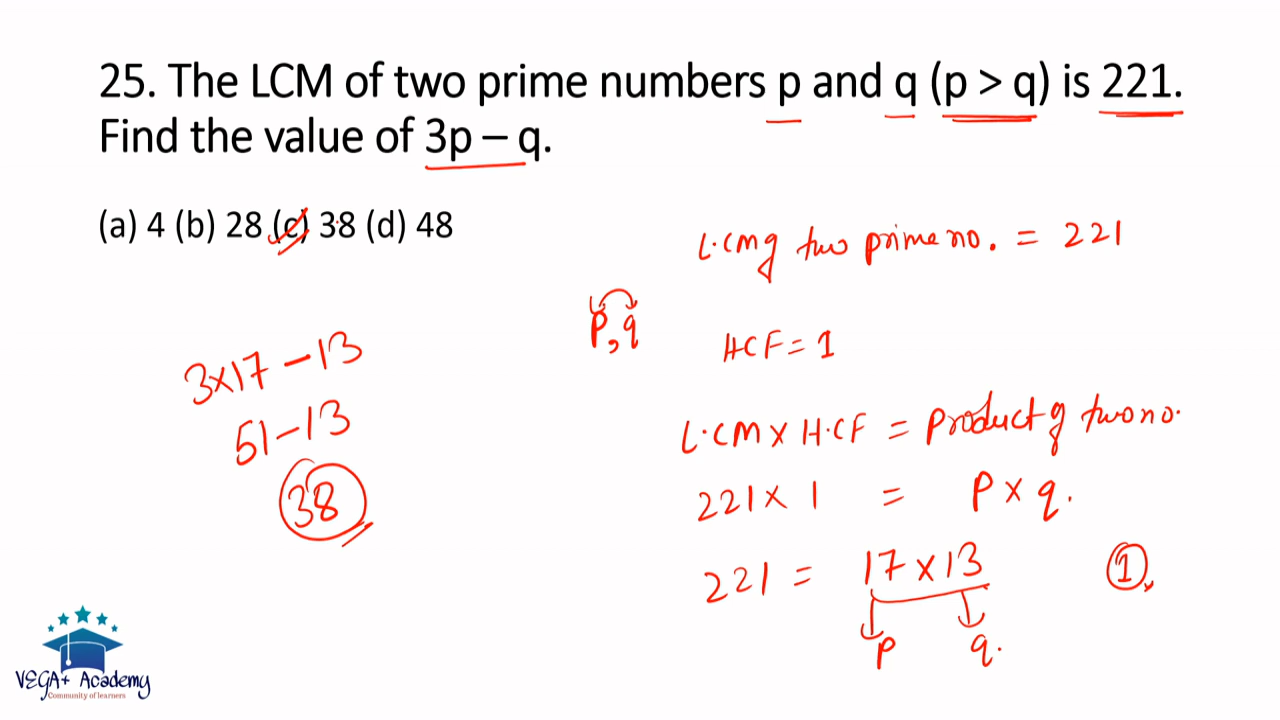 25. The LCM of two prime numbers p and q (p > q) is 221.
Find the value of 3p – q.
(a) 4 (b) 28 (c) 38 (d) 48
L.CM of two prime no. = 221
P, q
HCF = 1
3×17 – 13
51 – 13
38
L.CM × H.CF = Product of two no.
221 × 1 = P × q.
221 = 17 × 13
①
P q.
VEGA+ Academy
Community of learners